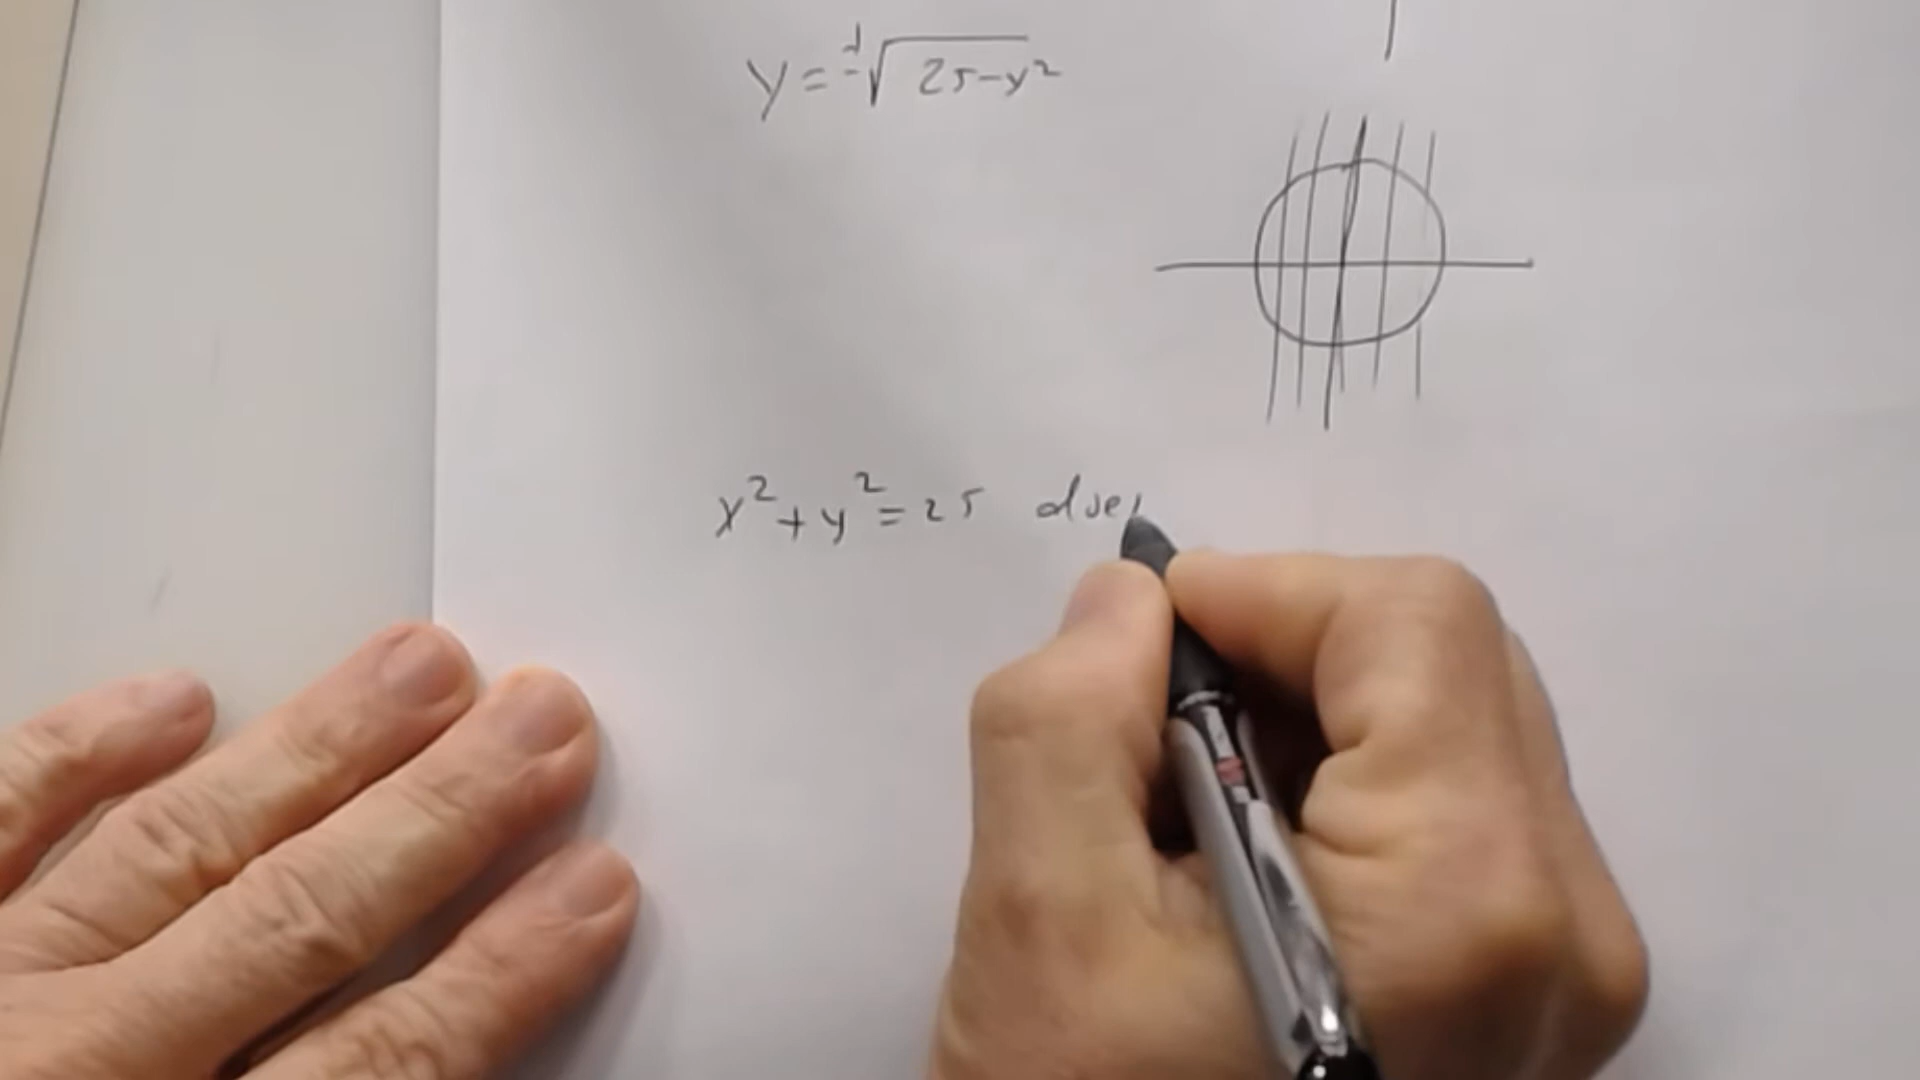 y = ±√25-y²
x² + y² = 25 does